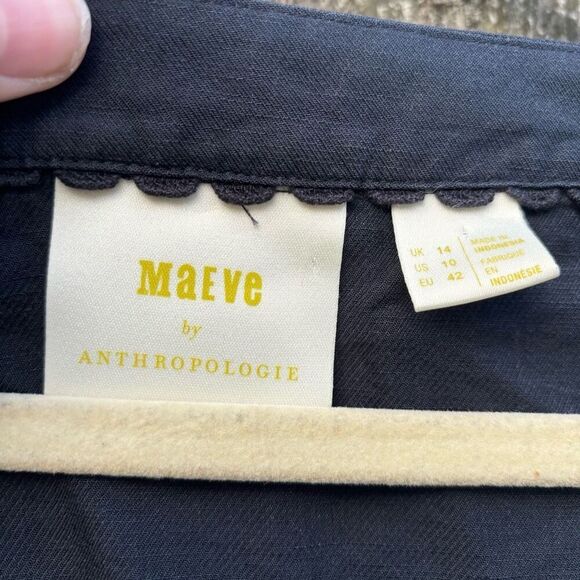 MaEve
by
ANTHROPOLOGIE
UK 14
US 10
EU 42
MADE IN
INDONESIA
FABRIQUÉ
EN
INDONÉSIE